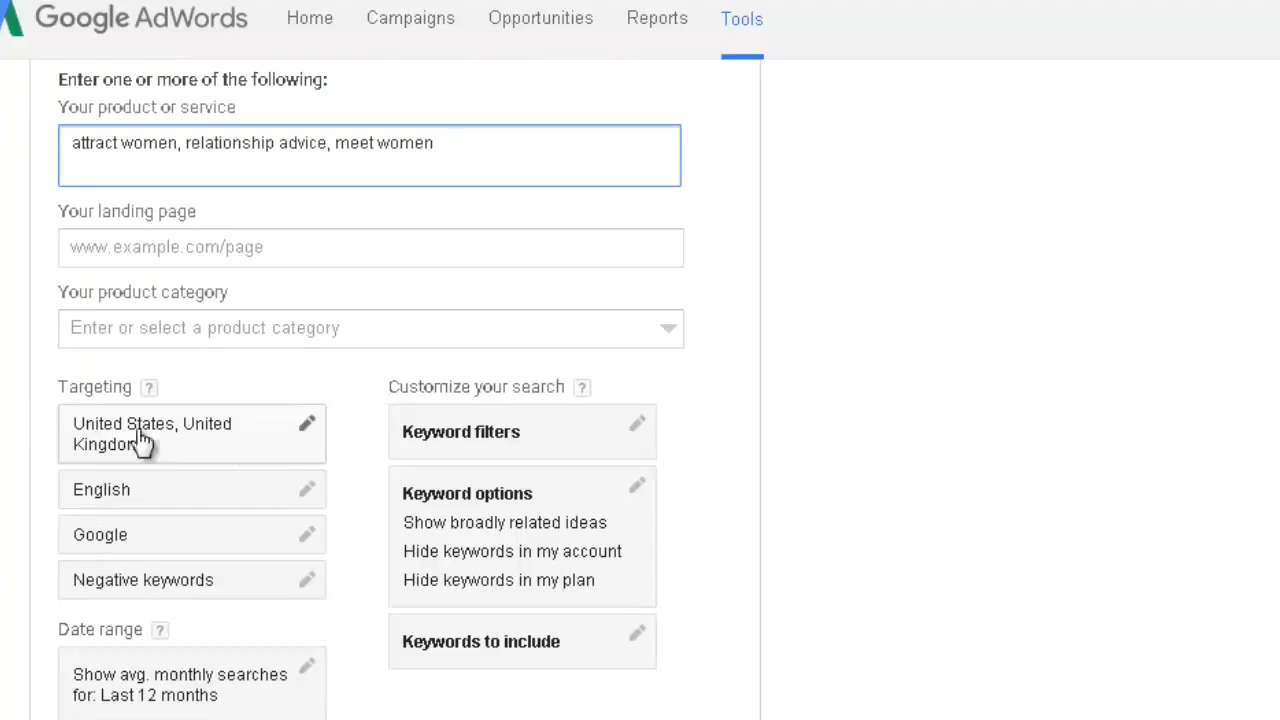 Google AdWords Home Campaigns Opportunities Reports Tools
Enter one or more of the following:
Your product or service
attract women, relationship advice, meet women
Your landing page
www.example.com/page
Your product category
Enter or select a product category
Targeting ?
United States, United
Kingdom
English
Google
Negative keywords
Date range ?
Show avg. monthly searches
for: Last 12 months
Customize your search ?
Keyword filters
Keyword options
Show broadly related ideas
Hide keywords in my account
Hide keywords in my plan
Keywords to include